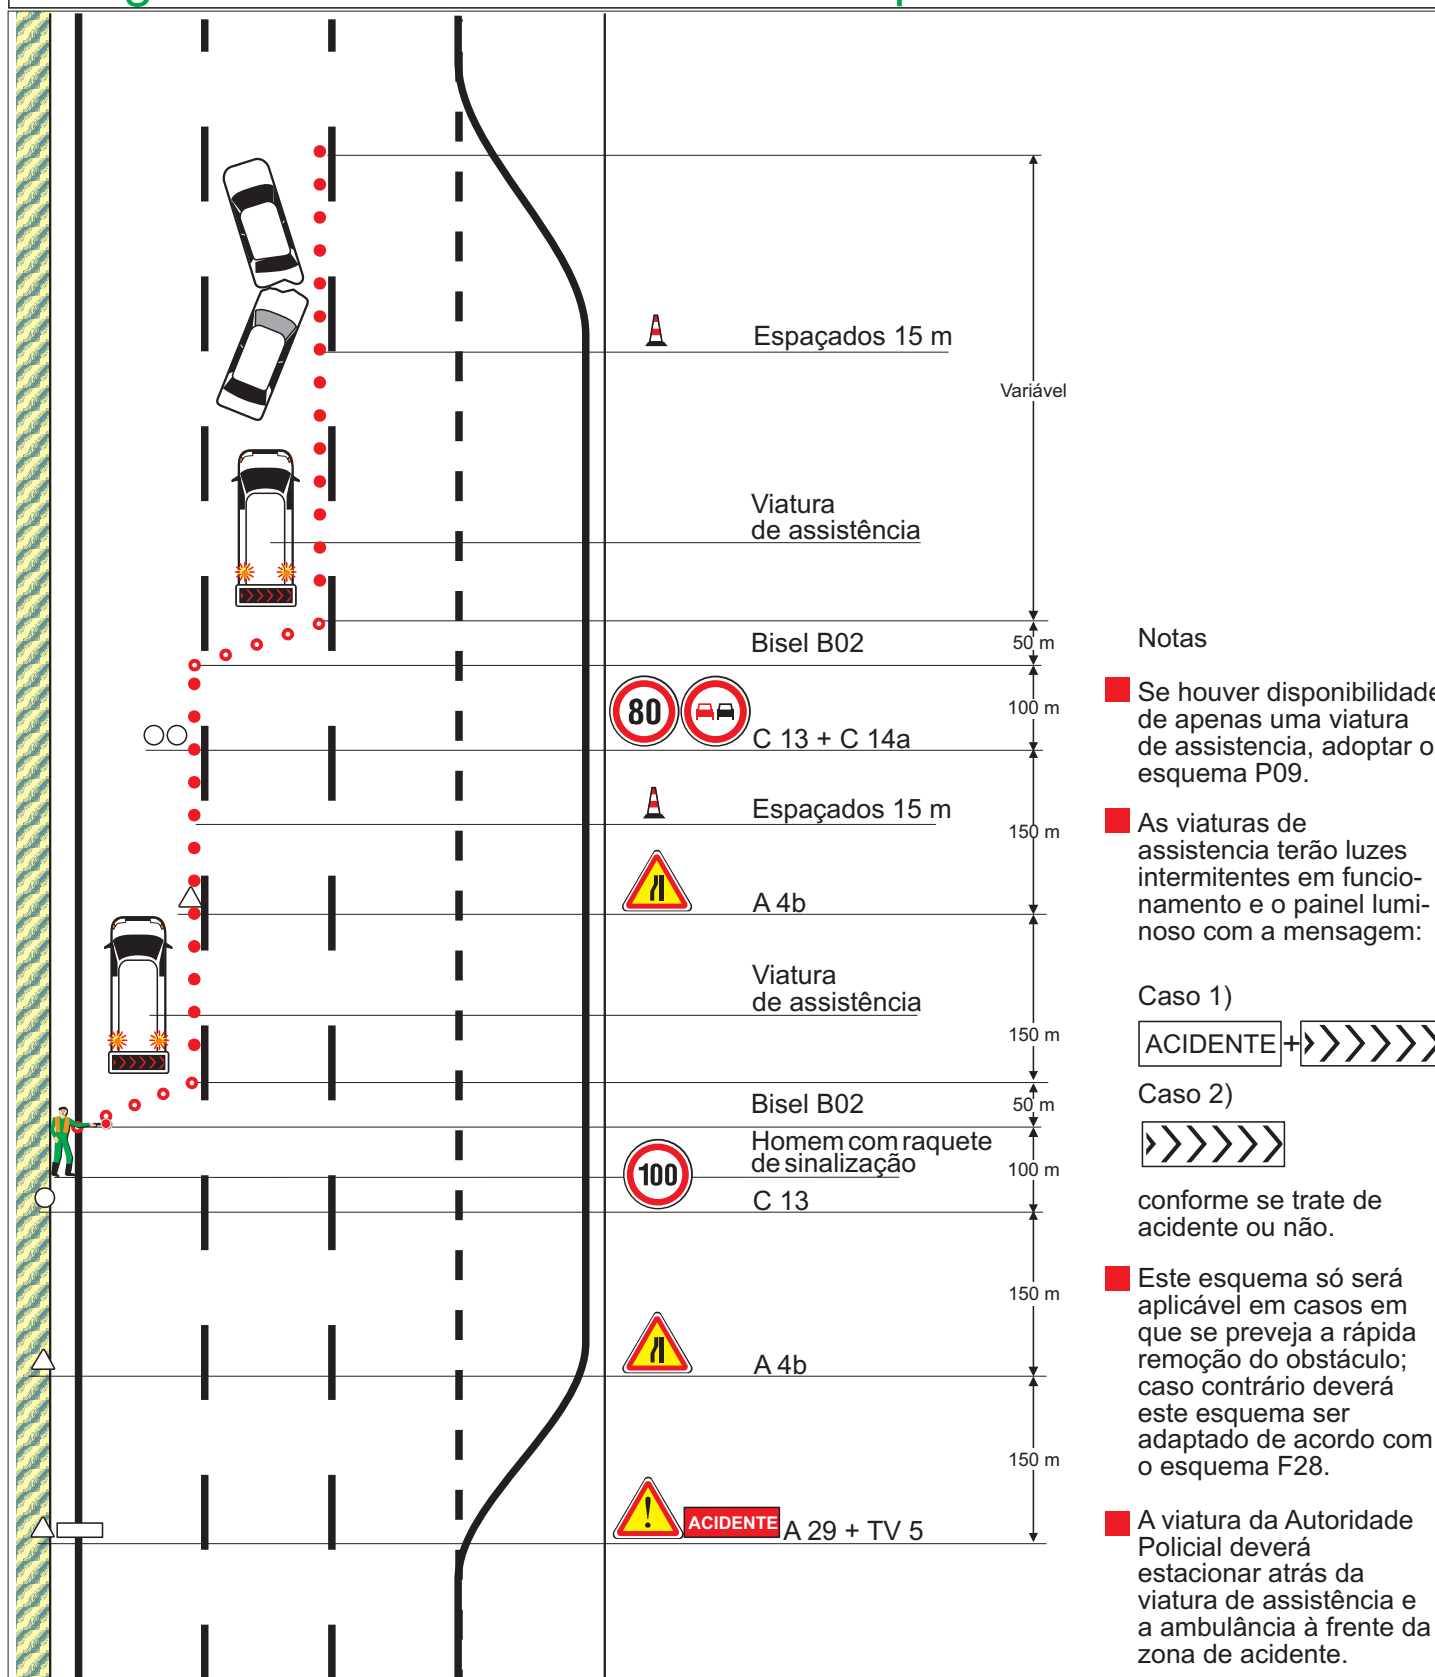 Espaçados 15 m
Variável
Viatura
de assistência
Bisel B02
50 m
80
100 m
C 13 + C 14a
Espaçados 15 m
150 m
A 4b
Viatura
de assistência
150 m
Bisel B02
50 m
Homem com raquete
de sinalização
100
100 m
C 13
150 m
A 4b
150 m
!
ACIDENTE
A 29 + TV 5
Notas
Se houver disponibilidade
de apenas uma viatura
de assistencia, adoptar o
esquema P09.
As viaturas de
assistencia terão luzes
intermitentes em funcio-
namento e o painel lumi-
noso com a mensagem:
Caso 1)
ACIDENTE +
Caso 2)
conforme se trate de
acidente ou não.
Este esquema só será
aplicável em casos em
que se preveja a rápida
remoção do obstáculo;
caso contrário deverá
este esquema ser
adaptado de acordo com
o esquema F28.
A viatura da Autoridade
Policial deverá
estacionar atrás da
viatura de assistência e
a ambulância à frente da
zona de acidente.